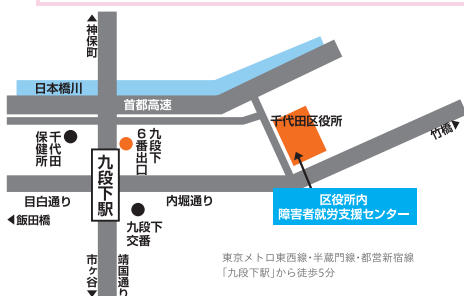 ▲神保町
日本橋川
首都高速
千代田区役所
竹橋▶
千代田
保健所
九段下
6番出口
九段下駅
目白通り
内堀通り
◀飯田橋
九段下
交番
区役所内
障害者就労支援センター
市ヶ谷▼
靖国通り
東京メトロ東西線・半蔵門線・都営新宿線
「九段下駅」から徒歩5分